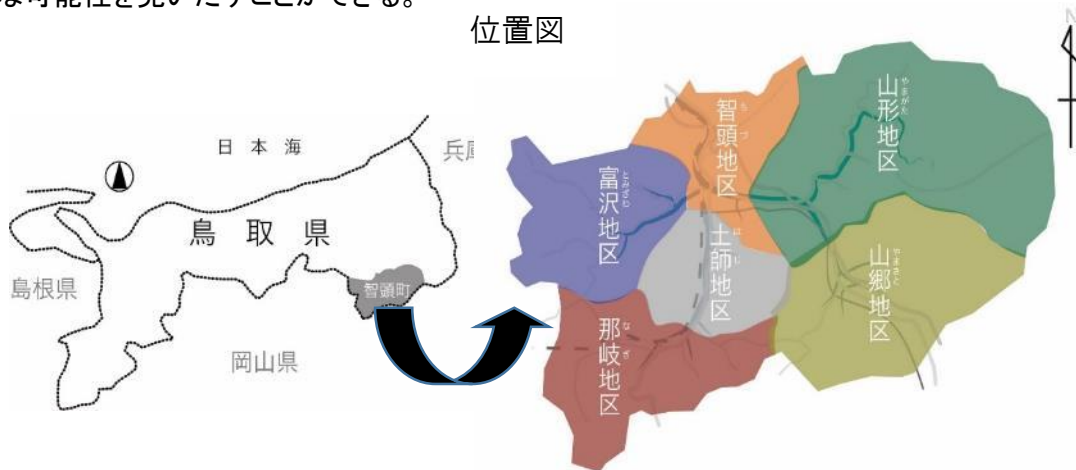 な可能性を見いだすことができる。
位置図
N
日本海
兵庫
鳥取県
島根県
智頭町
岡山県
ちづ
智頭地区
やまがた
山形地区
とみざわ
富沢地区
はじ
土師地区
やまさと
山郷地区
なぎ
那岐地区